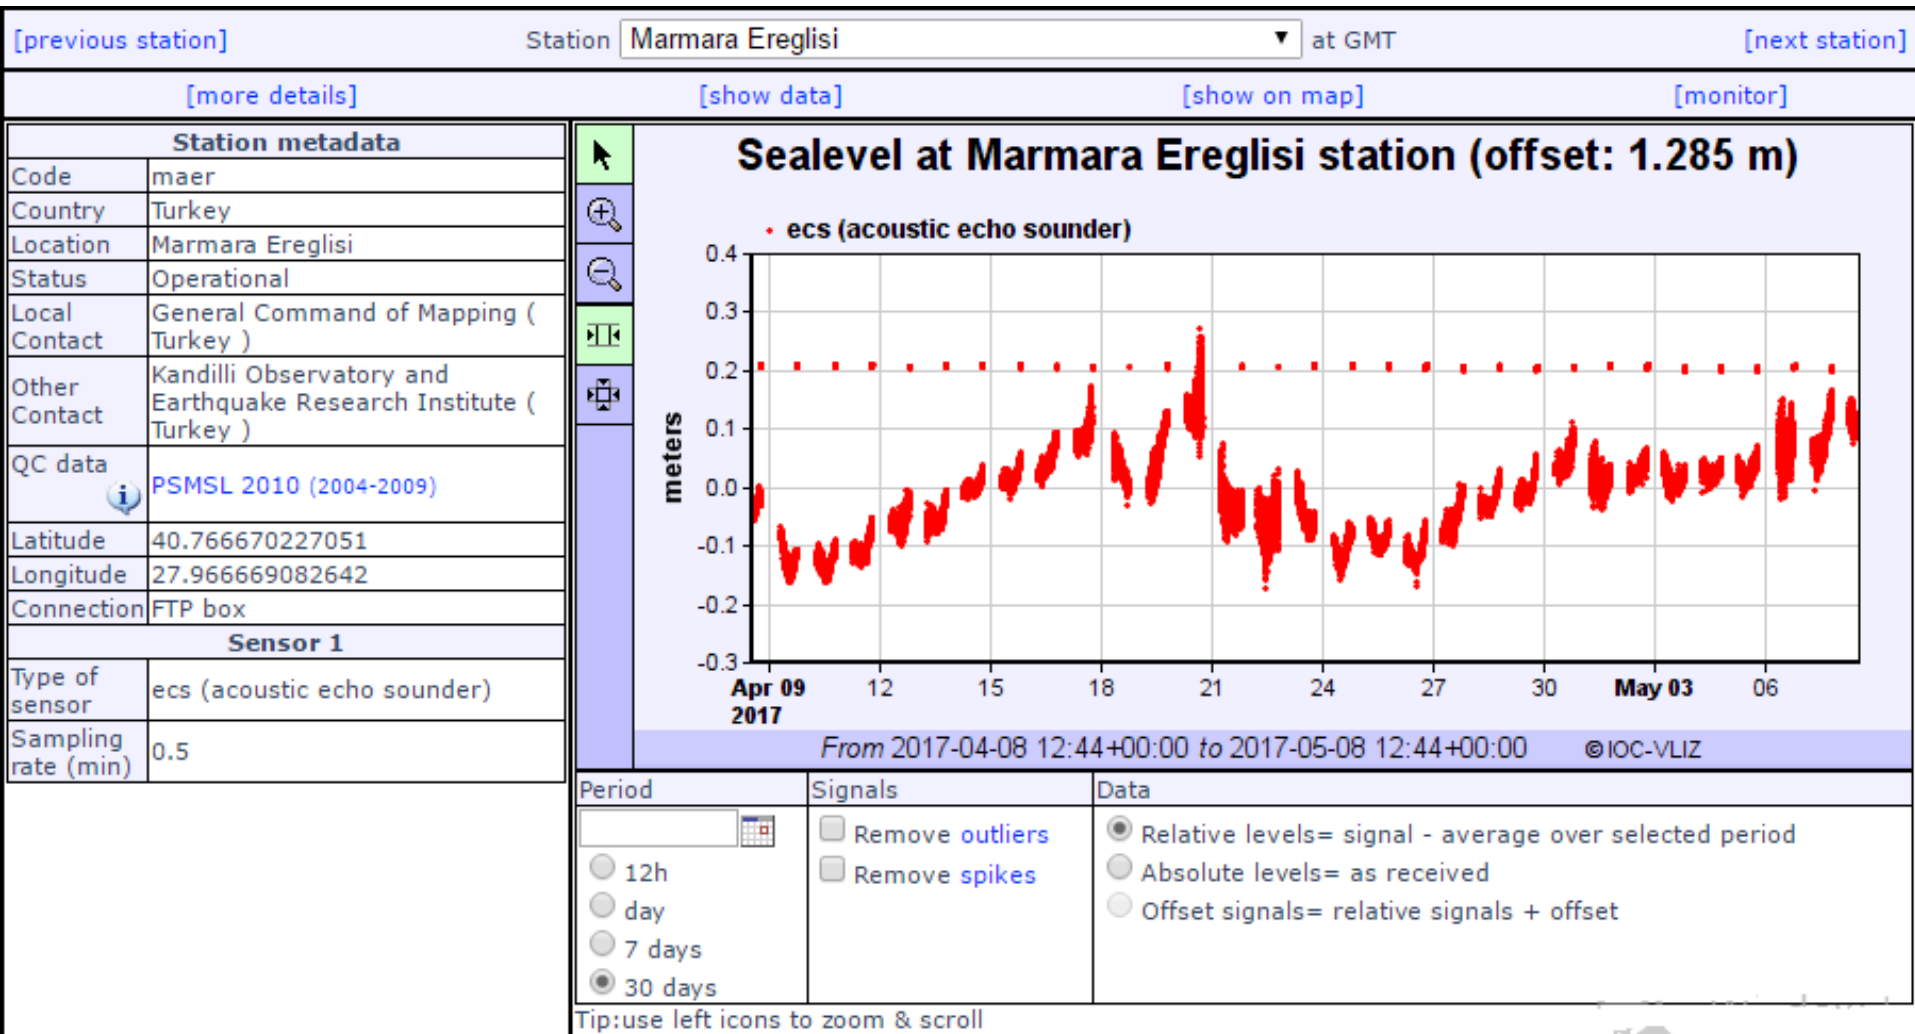 [previous station] Station Marmara Ereglisi at GMT [next station]
[more details] [show data] [show on map] [monitor]
Station metadata
Code maer
Country Turkey
Location Marmara Ereglisi
Status Operational
Local Contact General Command of Mapping (
Turkey )
Other Contact Kandilli Observatory and
Earthquake Research Institute (
Turkey )
QC data PSMSL 2010 (2004-2009)
Latitude 40.766670227051
Longitude 27.966669082642
Connection FTP box
Sensor 1
Type of sensor ecs (acoustic echo sounder)
Sampling rate (min) 0.5
Sealevel at Marmara Ereglisi station (offset: 1.285 m)
ecs (acoustic echo sounder)
meters
0.4
0.3
0.2
0.1
0.0
-0.1
-0.2
-0.3
Apr 09 12 15 18 21 24 27 30 May 03 06
2017
From 2017-04-08 12:44+00:00 to 2017-05-08 12:44+00:00 ©IOC-VLIZ
Period Signals Data
12h
day
7 days
30 days
Remove outliers
Remove spikes
Relative levels= signal - average over selected period
Absolute levels= as received
Offset signals= relative signals + offset
Tip:use left icons to zoom & scroll